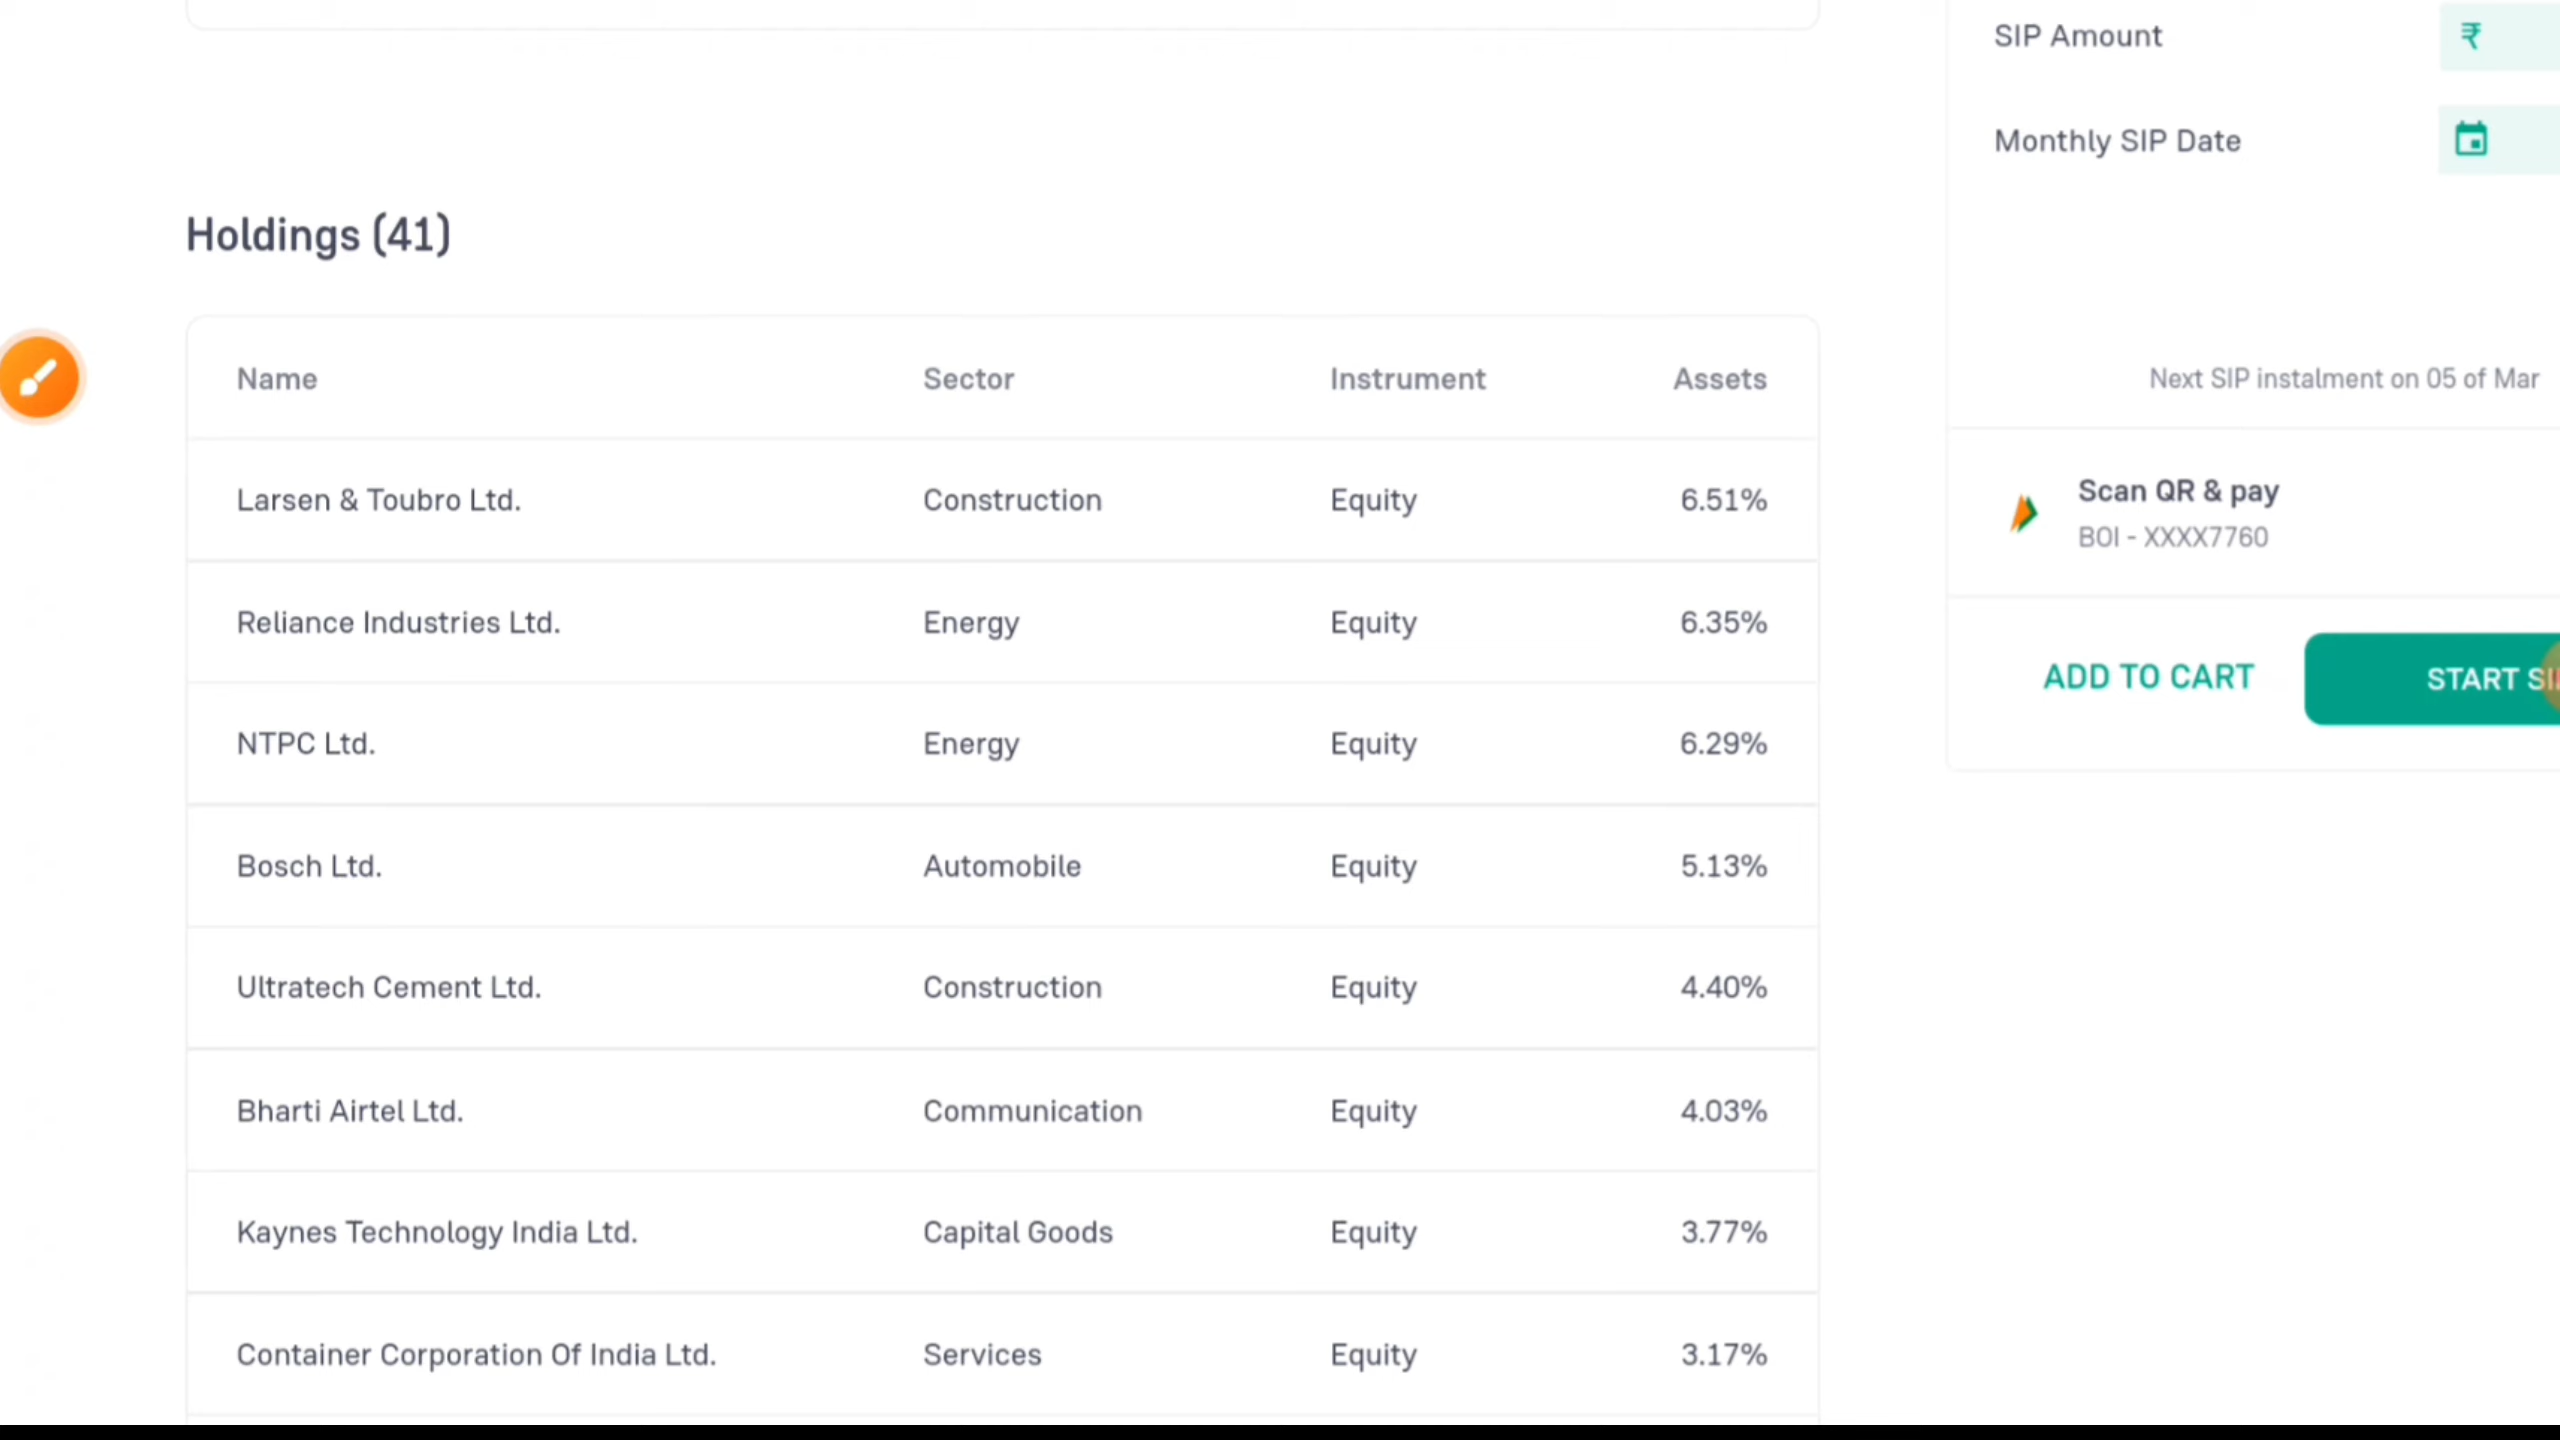 Holdings (41)
Name Sector Instrument Assets
Larsen & Toubro Ltd. Construction Equity 6.51%
Reliance Industries Ltd. Energy Equity 6.35%
NTPC Ltd. Energy Equity 6.29%
Bosch Ltd. Automobile Equity 5.13%
Ultratech Cement Ltd. Construction Equity 4.40%
Bharti Airtel Ltd. Communication Equity 4.03%
Kaynes Technology India Ltd. Capital Goods Equity 3.77%
Container Corporation Of India Ltd. Services Equity 3.17%
SIP Amount ₹
Monthly SIP Date
Next SIP instalment on 05 of Mar
Scan QR & pay
BOI - XXXX7760
ADD TO CART START